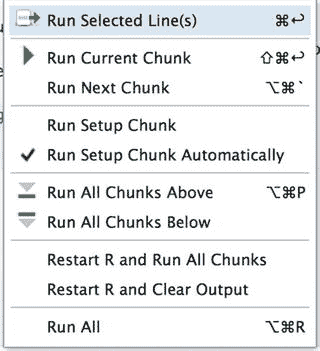 Run Selected Line(s) ⌘↩
Run Current Chunk ⇧⌘↩
Run Next Chunk ⌥⌘`
Run Setup Chunk
Run Setup Chunk Automatically
Run All Chunks Above ⌥⌘P
Run All Chunks Below
Restart R and Run All Chunks
Restart R and Clear Output
Run All ⌥⌘R